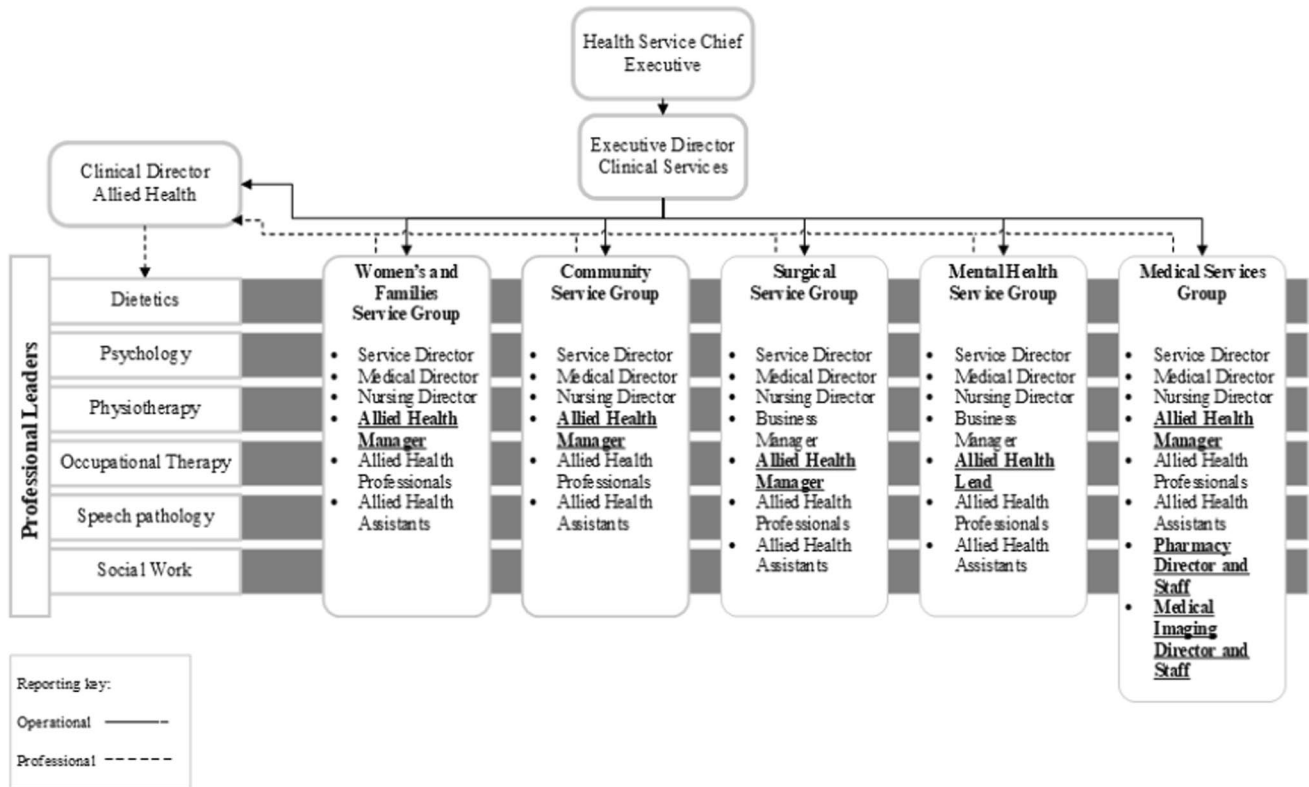 Health Service Chief
Executive
Executive Director
Clinical Services
Clinical Director
Allied Health
Professional Leaders
Dietetics
Psychology
Physiotherapy
Occupational Therapy
Speech pathology
Social Work
Women's and
Families
Service Group
• Service Director
• Medical Director
• Nursing Director
• Allied Health
Manager
• Allied Health
Professionals
• Allied Health
Assistants
Community
Service Group
• Service Director
• Medical Director
• Nursing Director
• Allied Health
Manager
• Allied Health
Professionals
• Allied Health
Assistants
Surgical
Service Group
• Service Director
• Medical Director
• Nursing Director
• Business
Manager
• Allied Health
Manager
• Allied Health
Professionals
• Allied Health
Assistants
Mental Health
Service Group
• Service Director
• Medical Director
• Nursing Director
• Business
Manager
• Allied Health
Lead
• Allied Health
Professionals
• Allied Health
Assistants
Medical Services
Group
• Service Director
• Medical Director
• Nursing Director
• Allied Health
Manager
• Allied Health
Professionals
• Allied Health
Assistants
• Pharmacy
Director and
Staff
• Medical
Imaging
Director and
Staff
Reporting key:
Operational
Professional